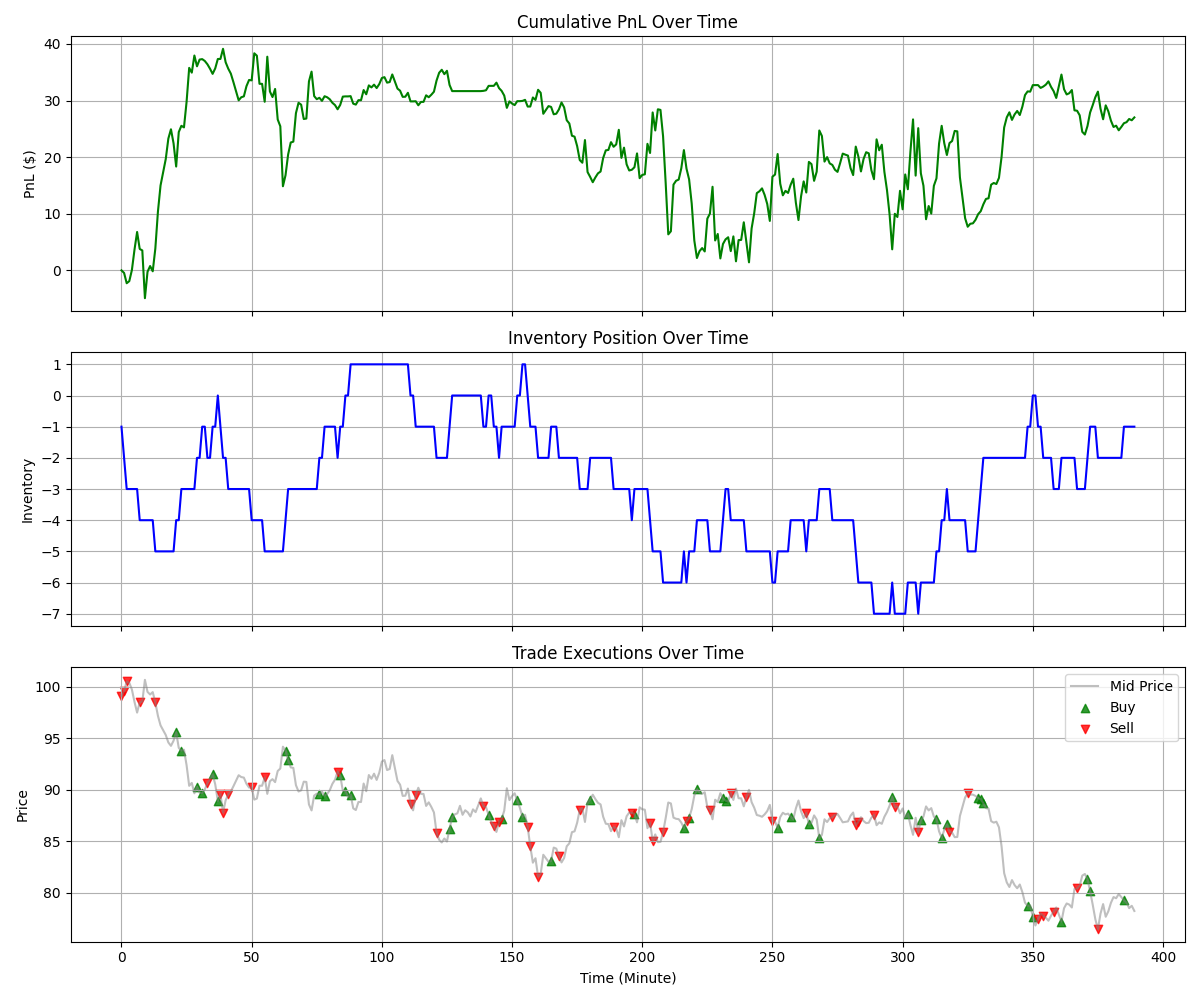 Cumulative PnL Over Time
PnL ($)
40
30
20
10
0
Inventory Position Over Time
Inventory
1
0
−1
−2
−3
−4
−5
−6
−7
Trade Executions Over Time
Price
100
95
90
85
80
Mid Price
Buy
Sell
0 50 100 150 200 250 300 350 400
Time (Minute)